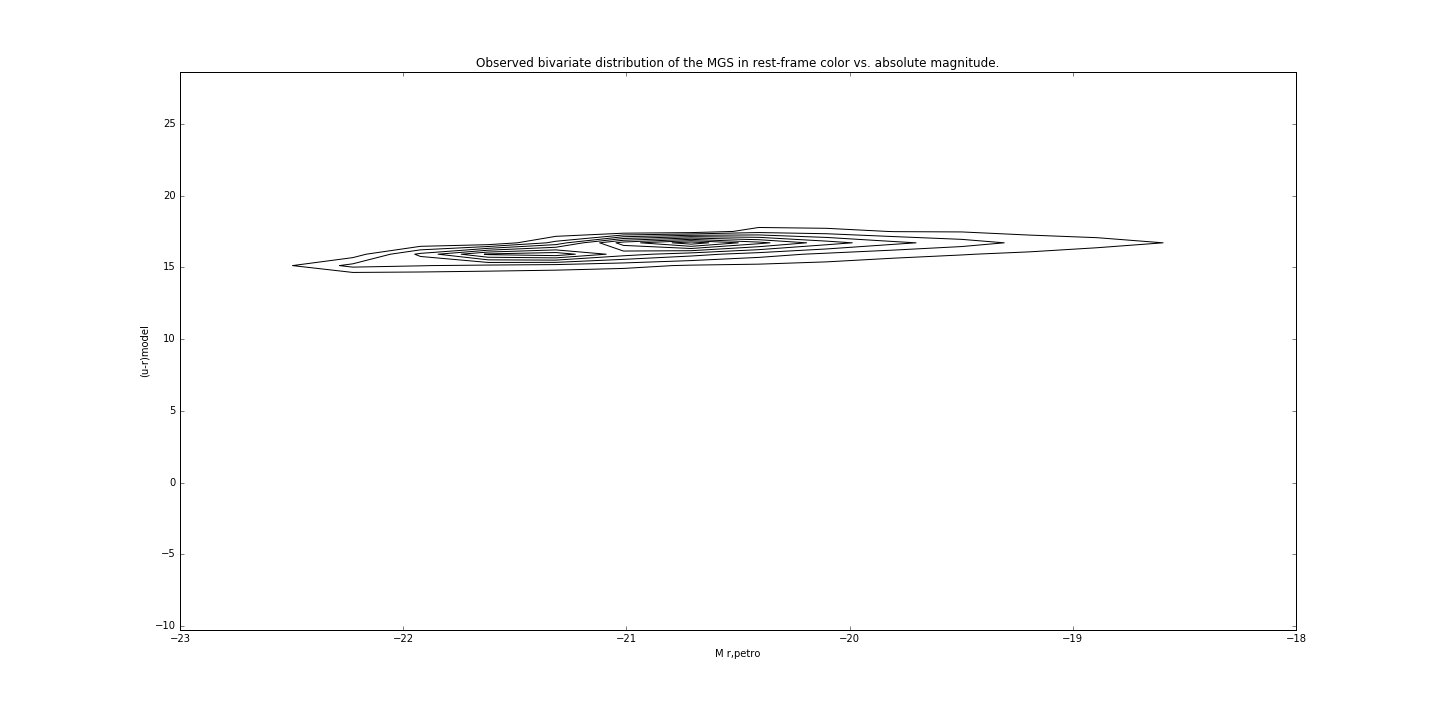 Observed bivariate distribution of the MGS in rest-frame color vs. absolute magnitude.
25
20
15
10
5
0
−5
−10
(u-r)model
−23 −22 −21 −20 −19 −18
M r,petro